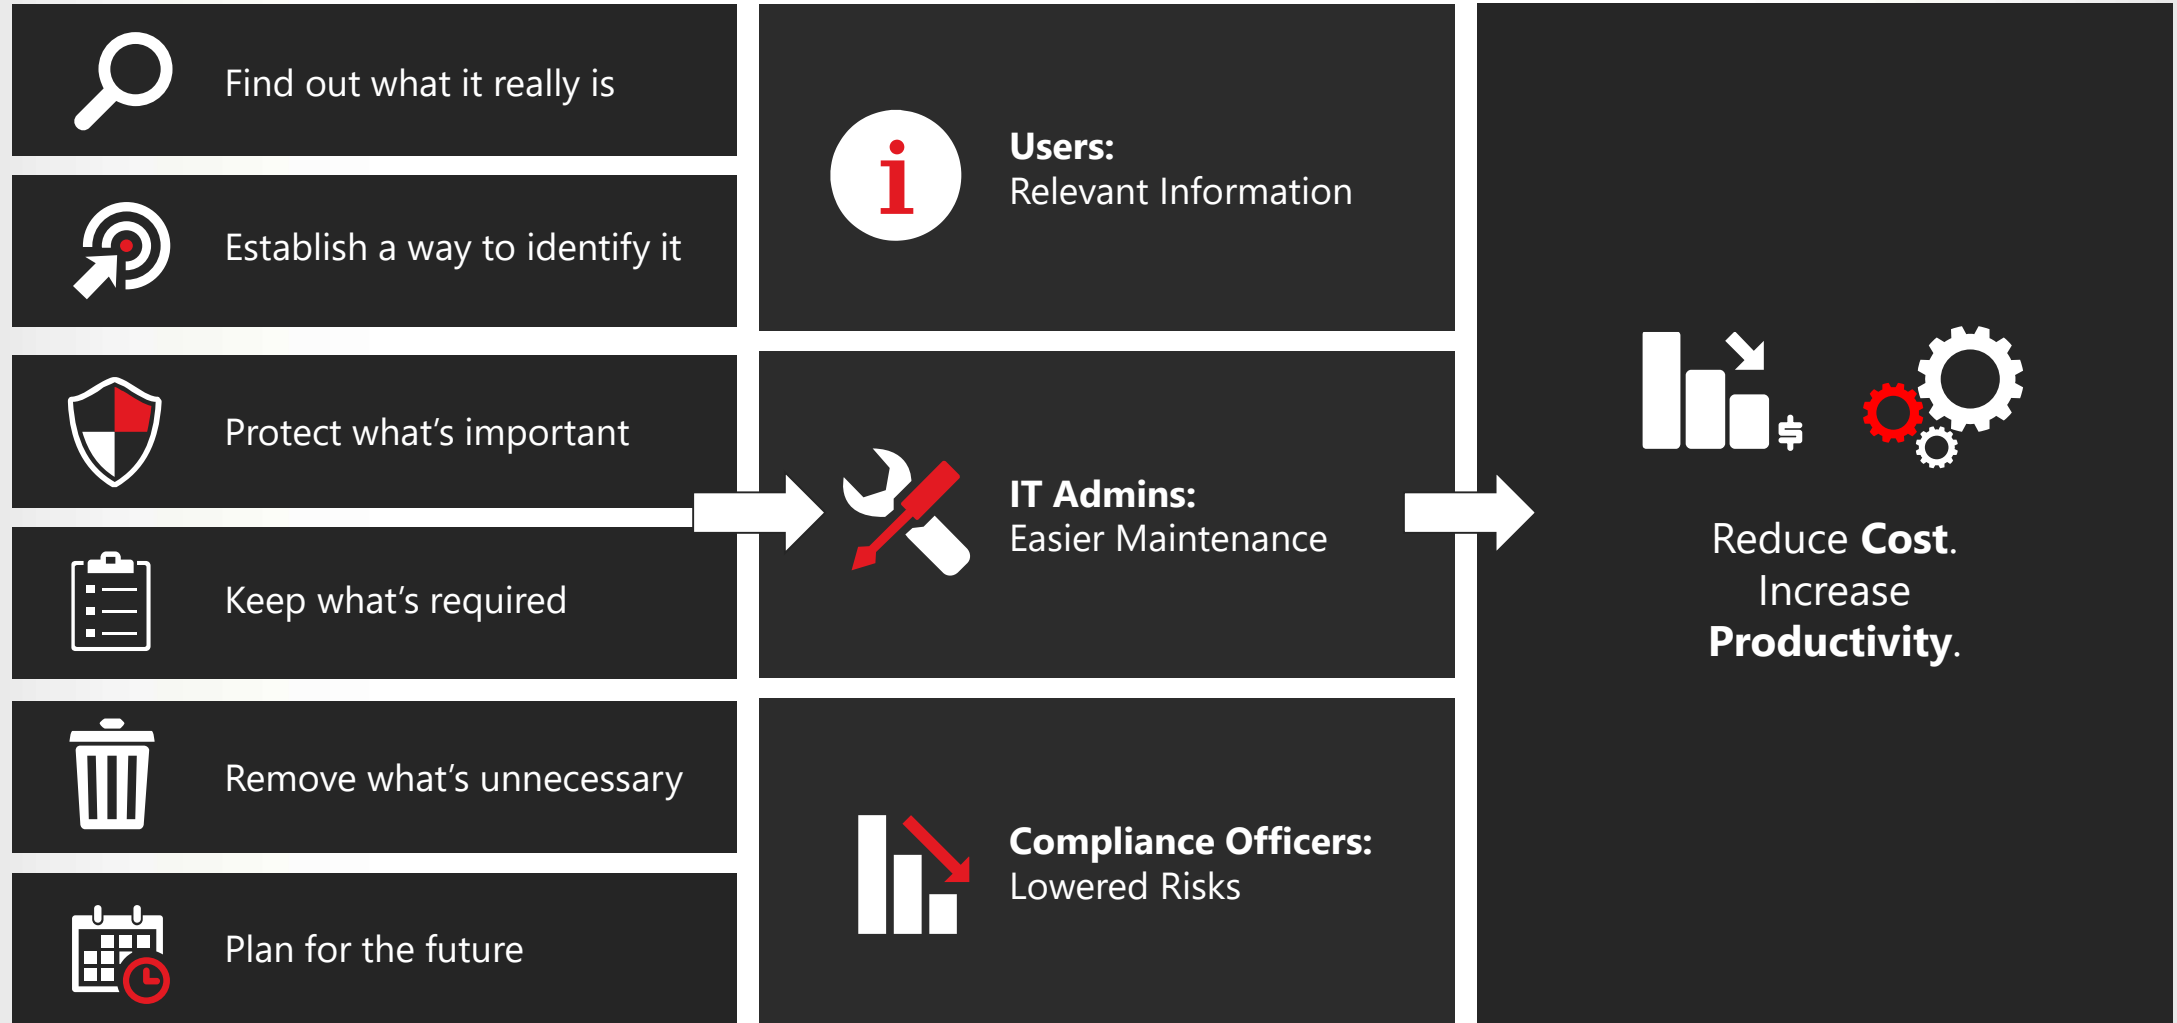 Find out what it really is
Establish a way to identify it
Protect what’s important
Keep what’s required
Remove what’s unnecessary
Plan for the future
i
Users:
Relevant Information
IT Admins:
Easier Maintenance
Compliance Officers:
Lowered Risks
$
Reduce Cost.
Increase
Productivity.